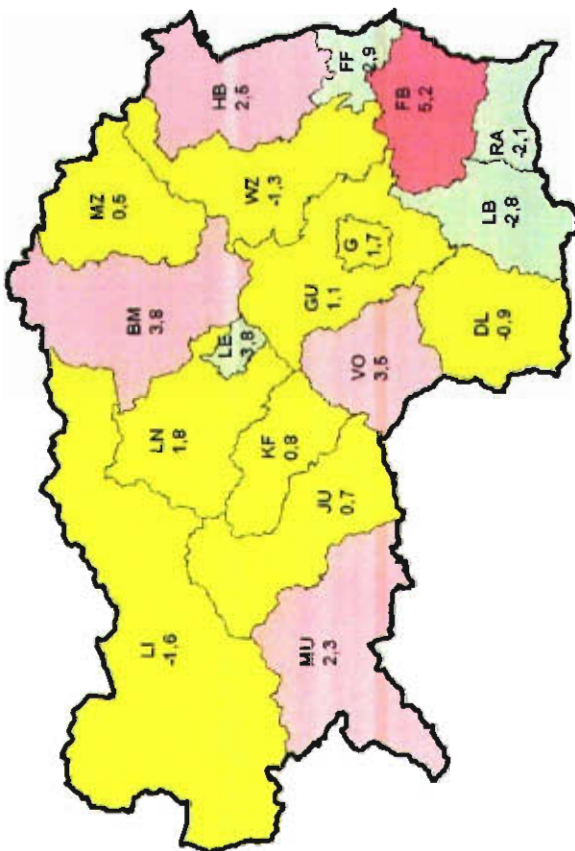 LI
-1,6
MZ
0,5
BM
3,8
HB
2,5
LN
1,8
WZ
-1,3
LE
-3,8
FF
-2,9
KF
0,8
GU
1,1
G
1,7
FB
5,2
JU
0,7
VO
3,5
MU
2,3
DL
-0,9
LB
-2,8
RA
-2,1